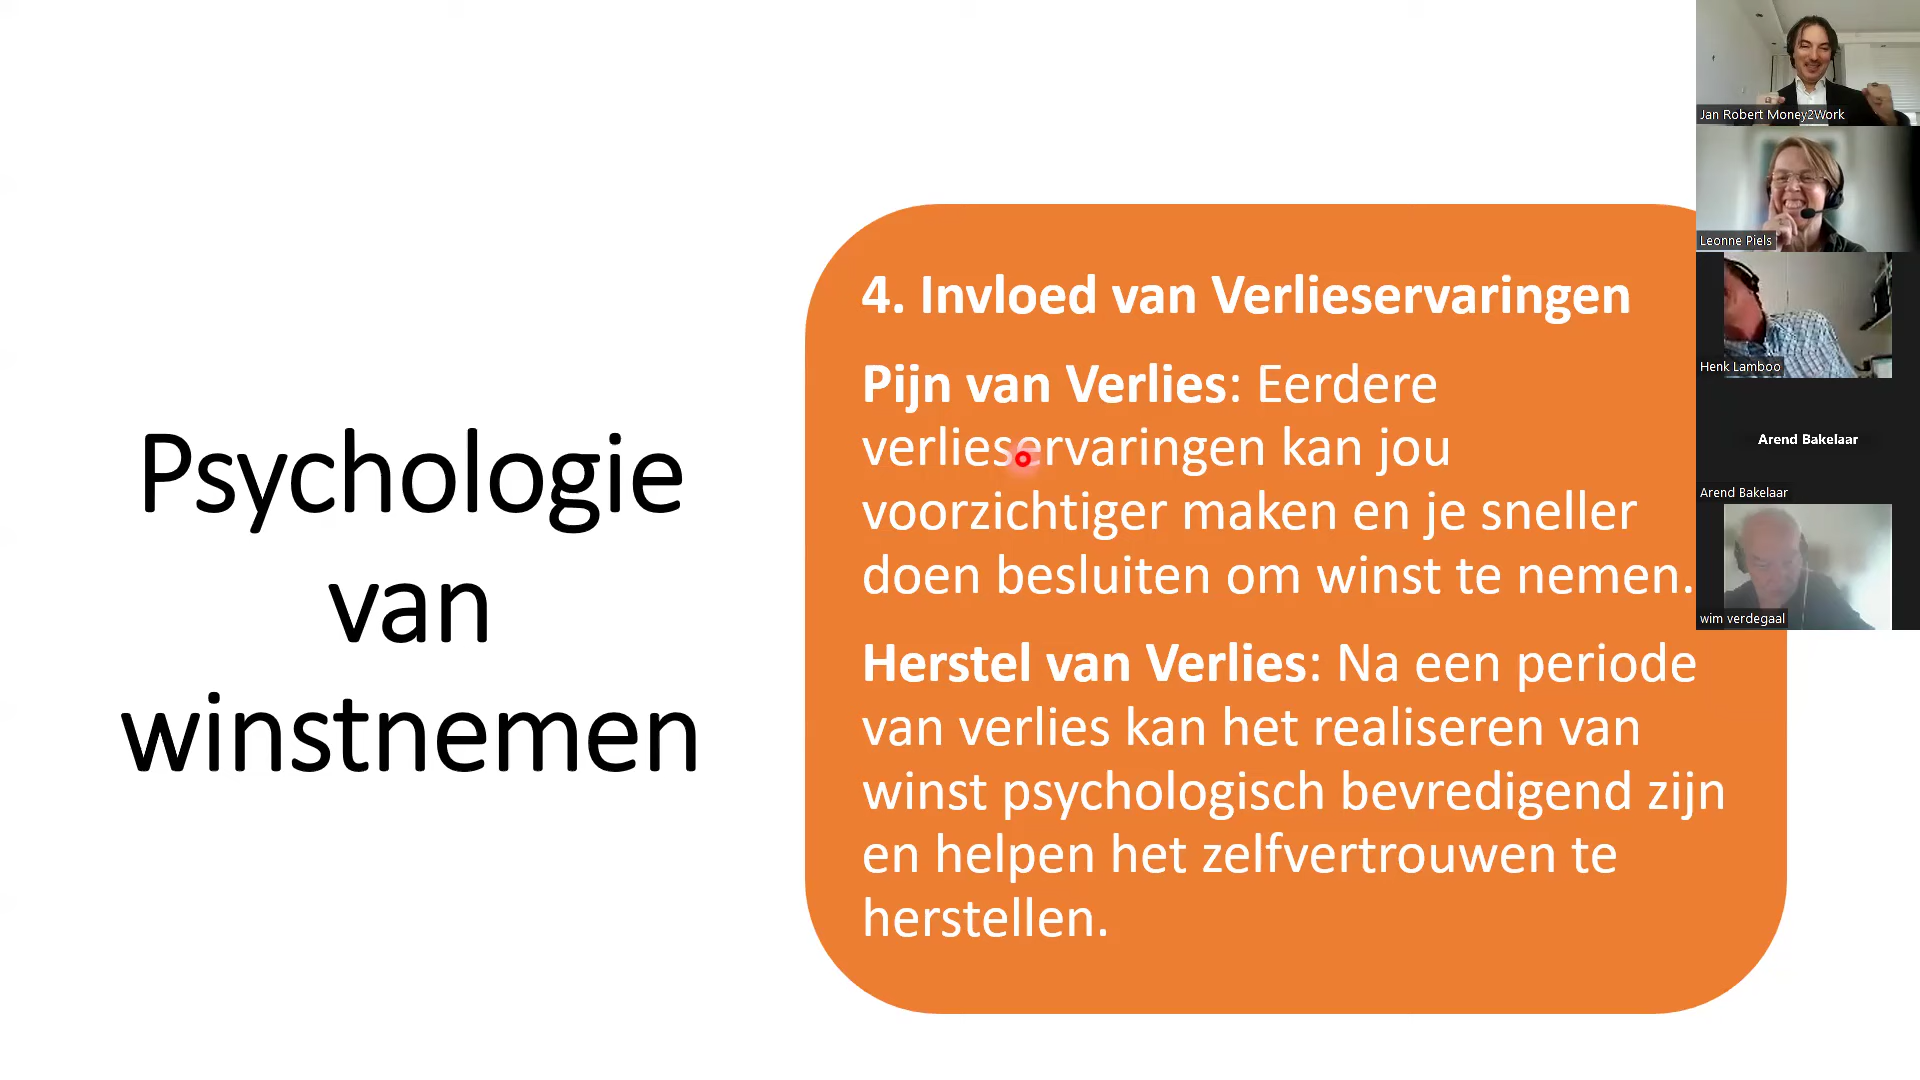 Psychologie
van
winstnemen
4. Invloed van Verlieservaringen
Pijn van Verlies: Eerdere
verlieservaringen kan jou
voorzichtiger maken en je sneller
doen besluiten om winst te nemen.
Herstel van Verlies: Na een periode
van verlies kan het realiseren van
winst psychologisch bevredigend zijn
en helpen het zelfvertrouwen te
herstellen.
Jan Robert Money2Work
Leonne Piels
Henk Lamboo
Arend Bakelaar
Arend Bakelaar
wim verdegaal